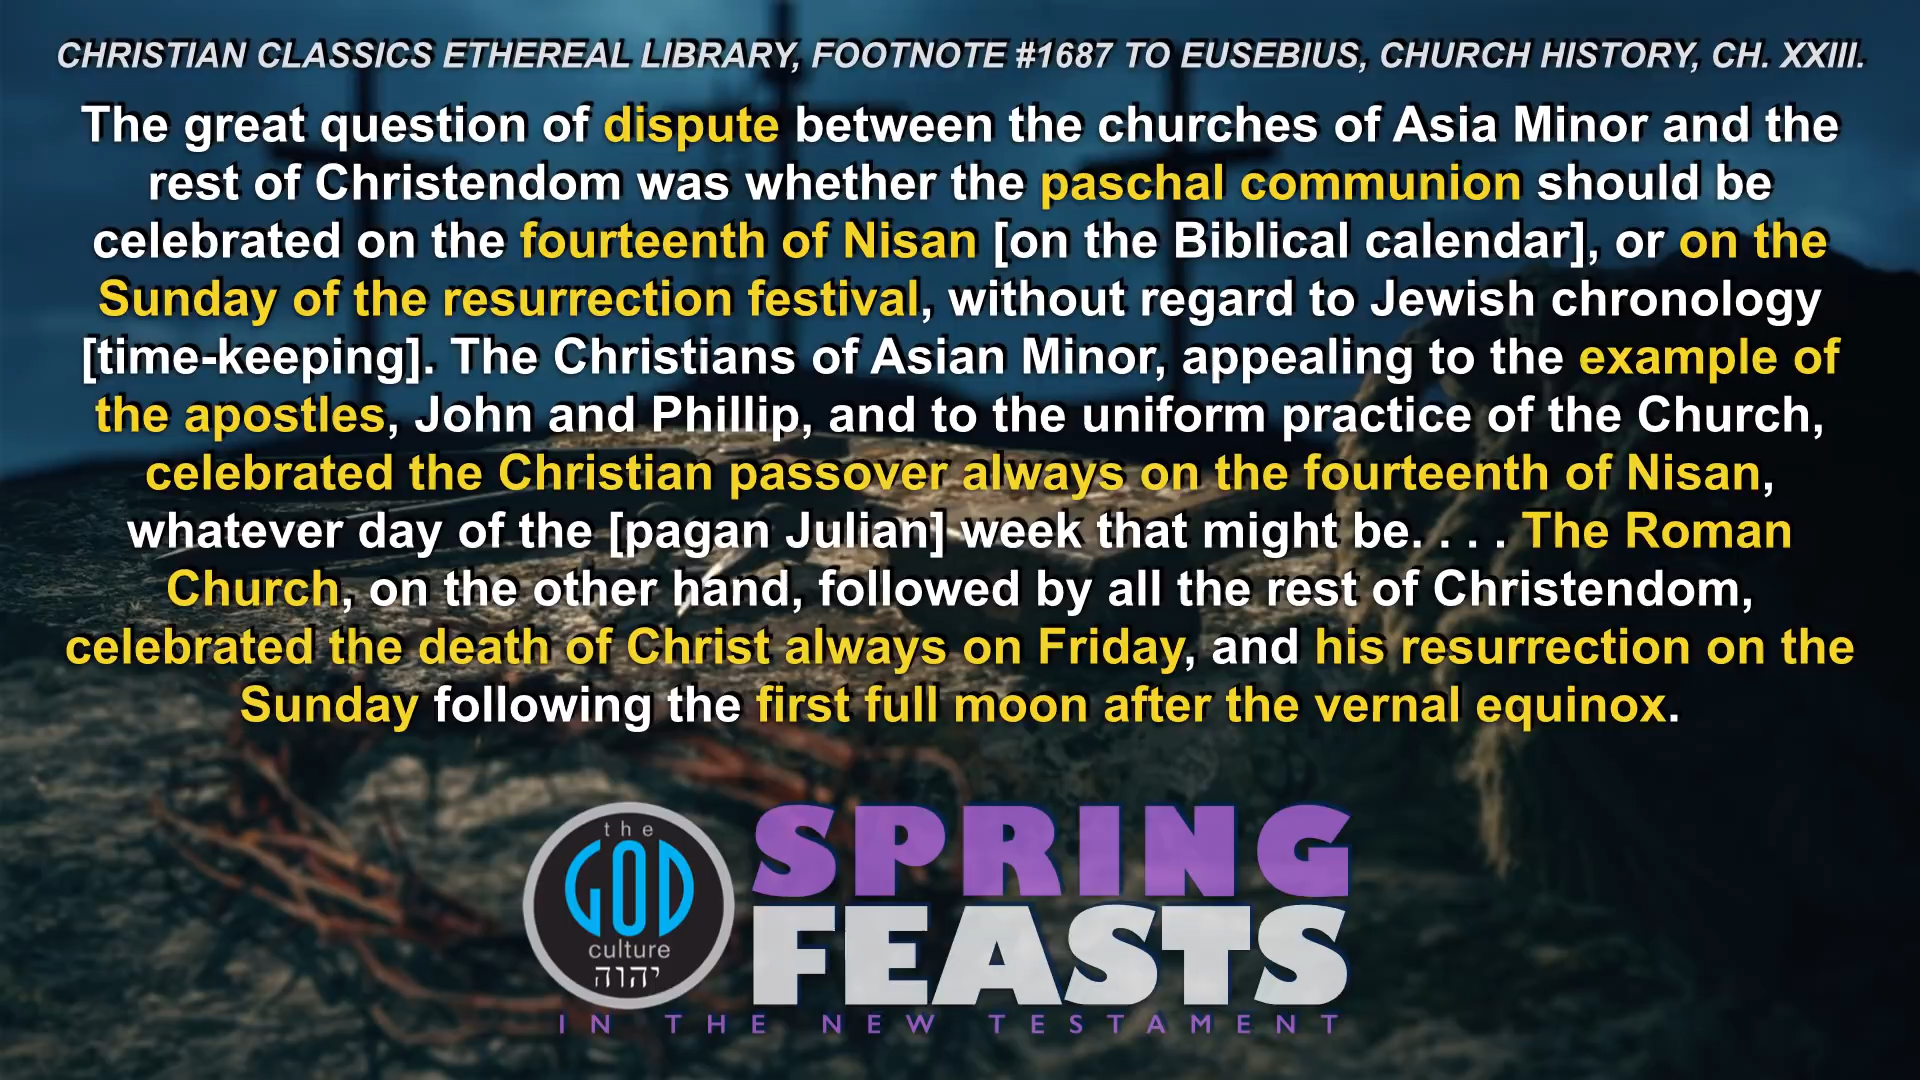 CHRISTIAN CLASSICS ETHEREAL LIBRARY, FOOTNOTE #1687 TO EUSEBIUS, CHURCH HISTORY, CH. XXIII.
The great question of dispute between the churches of Asia Minor and the
rest of Christendom was whether the paschal communion should be
celebrated on the fourteenth of Nisan [on the Biblical calendar], or on the
Sunday of the resurrection festival, without regard to Jewish chronology
[time-keeping]. The Christians of Asian Minor, appealing to the example of
the apostles, John and Phillip, and to the uniform practice of the Church,
celebrated the Christian passover always on the fourteenth of Nisan,
whatever day of the [pagan Julian] week that might be. . . . The Roman
Church, on the other hand, followed by all the rest of Christendom,
celebrated the death of Christ always on Friday, and his resurrection on the
Sunday following the first full moon after the vernal equinox.
the
GOD
culture
יהוה
SPRING
FEASTS
IN THE NEW TESTAMENT